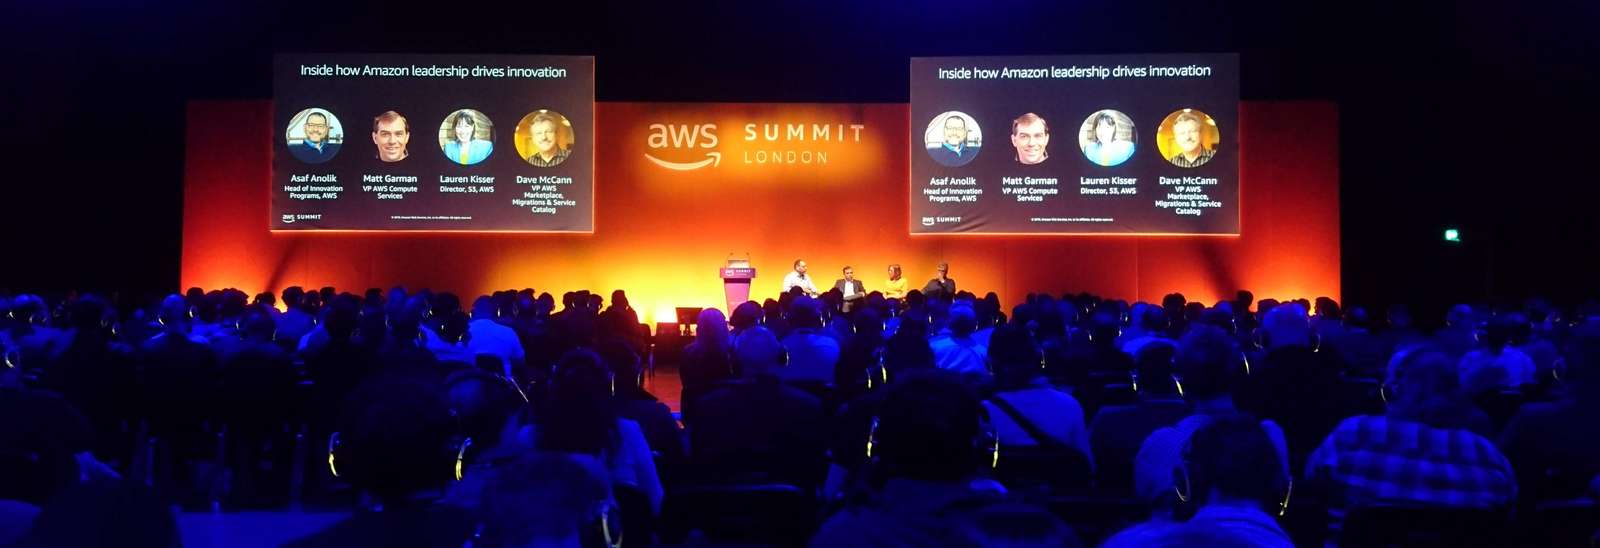 Inside how Amazon leadership drives innovation
Asaf Anolik
Head of Innovation
Programs, AWS
Matt Garman
VP AWS Compute
Services
Lauren Kisser
Director, S3, AWS
Dave McCann
VP AWS
Marketplace,
Migrations & Service
Catalog
aws SUMMIT
aws SUMMIT
LONDON
Inside how Amazon leadership drives innovation
Asaf Anolik
Head of Innovation
Programs, AWS
Matt Garman
VP AWS Compute
Services
Lauren Kisser
Director, S3, AWS
Dave McCann
VP AWS
Marketplace,
Migrations & Service
Catalog
aws SUMMIT
aws SUMMIT